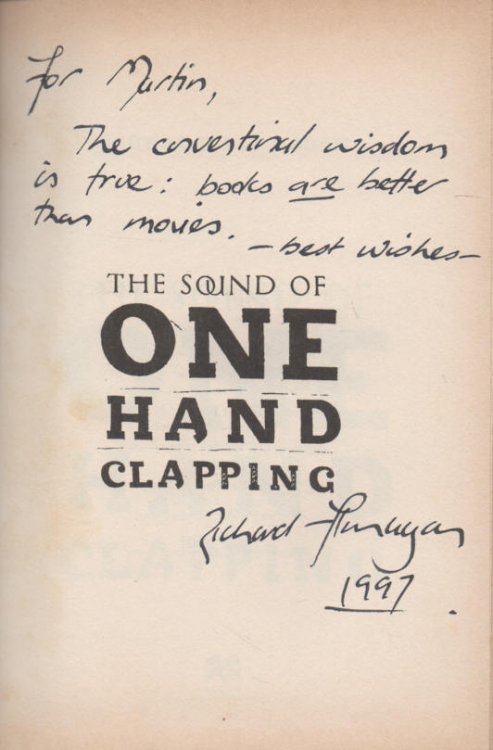 For Martin,
The conventional wisdom
is true: books are better
than movies.
– best wishes –
THE SOUND OF
ONE
HAND
CLAPPING
Richard Flanagan
1997.